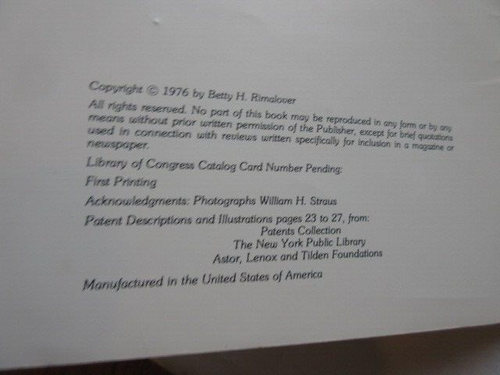 Copyright © 1976 by Betty H. Rimalover
All rights reserved. No part of this book may be reproduced in any form or by any
means without prior written permission of the Publisher, except for brief quotations
used in connection with reviews written specifically for inclusion in a magazine or
newspaper.
Library of Congress Catalog Card Number Pending:
First Printing
Acknowledgments: Photographs William H. Straus
Patent Descriptions and Illustrations pages 23 to 27, from:
Patents Collection
The New York Public Library
Astor, Lenox and Tilden Foundations
Manufactured in the United States of America